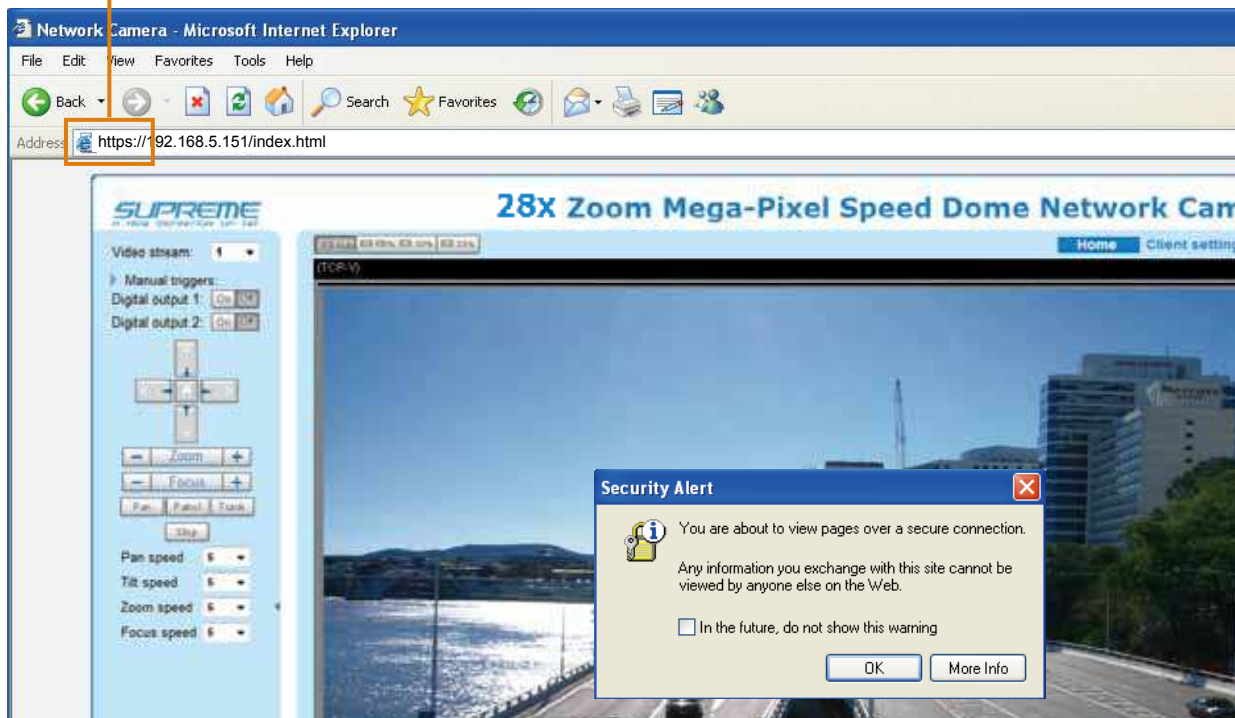 Network Camera - Microsoft Internet Explorer
File Edit View Favorites Tools Help
Back Search Favorites
Address https://192.168.5.151/index.html
SUPREME
28x Zoom Mega-Pixel Speed Dome Network Cam
Video stream: 1
Home Client setting
(TCP-V)
Manual triggers:
Digital output 1: On Off
Digital output 2: On Off
Zoom
Focus
Pan Patrol Track
Stop
Pan speed 5
Tilt speed 5
Zoom speed 5
Focus speed 5
Security Alert
You are about to view pages over a secure connection.
Any information you exchange with this site cannot be
viewed by anyone else on the Web.
In the future, do not show this warning
OK More Info